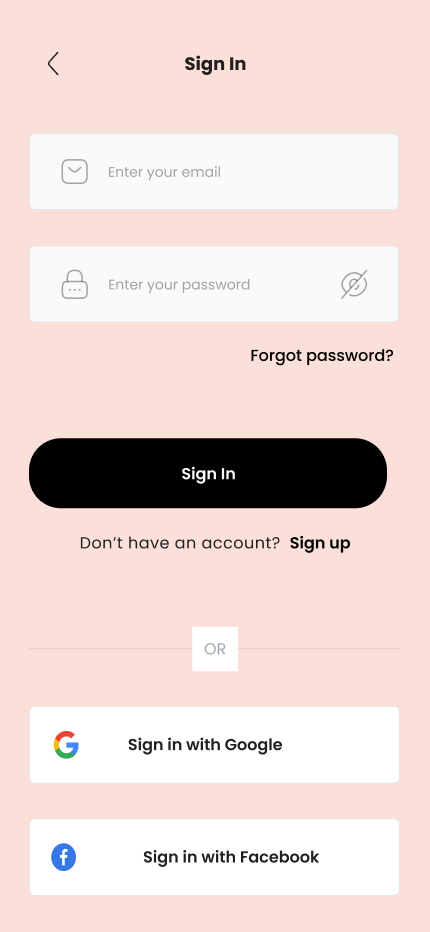 Sign In
Enter your email
Enter your password
Forgot password?
Sign In
Don’t have an account? Sign up
OR
Sign in with Google
Sign in with Facebook